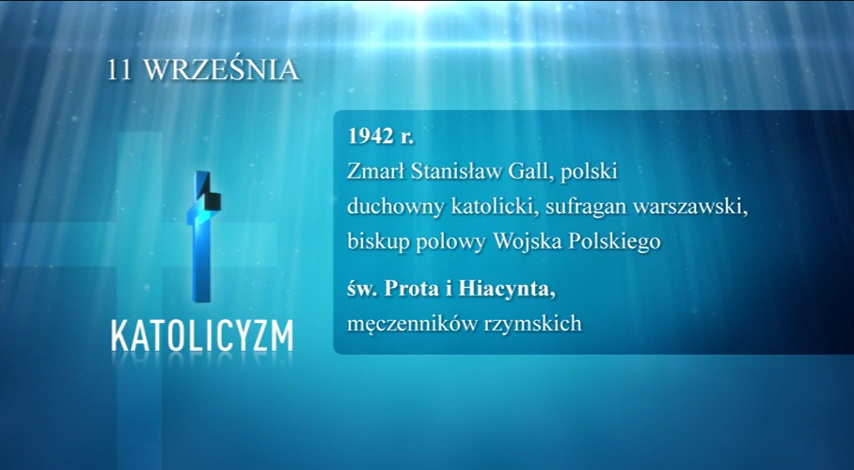 11 WRZEŚNIA
1942 r.
Zmarł Stanisław Gall, polski
duchowny katolicki, sufragan warszawski,
biskup polowy Wojska Polskiego
św. Prota i Hiacynta,
męczenników rzymskich
KATOLICYZM